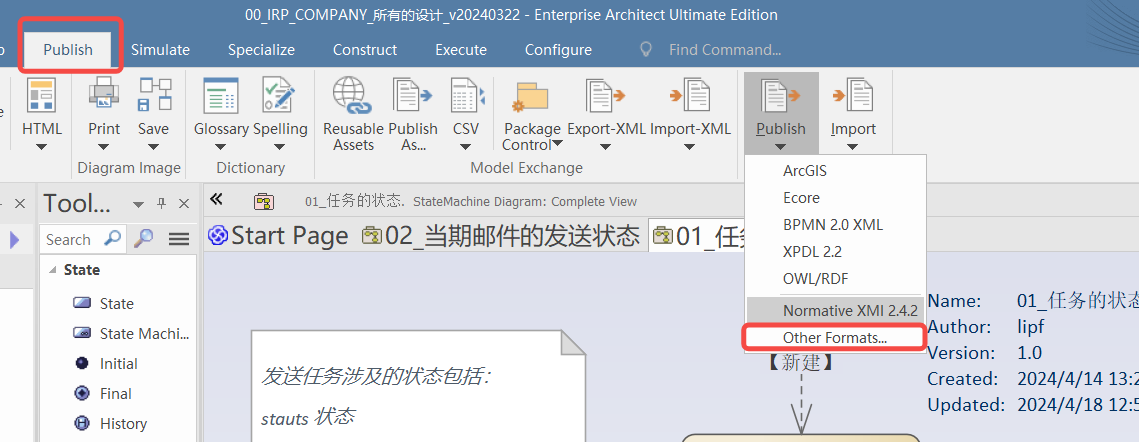 00_IRP_COMPANY_所有的设计_v20240322 - Enterprise Architect Ultimate Edition
Publish Simulate Specialize Construct Execute Configure Find Command...
HTML Print Save Glossary Spelling Reusable Assets Publish As... CSV Package Control Export-XML Import-XML Publish Import
Diagram Image Dictionary Model Exchange
ArcGIS
Ecore
BPMN 2.0 XML
XPDL 2.2
OWL/RDF
Normative XMI 2.4.2
Other Formats...
Tool...
01_任务的状态. StateMachine Diagram: Complete View
Search
Start Page 02_当期邮件的发送状态 01_任
State
State
State Machi...
Initial
Final
History
发送任务涉及的状态包括：
stauts 状态
【新建】
Name: 01_任务的状态
Author: lipf
Version: 1.0
Created: 2024/4/14 13:2
Updated: 2024/4/18 12:5